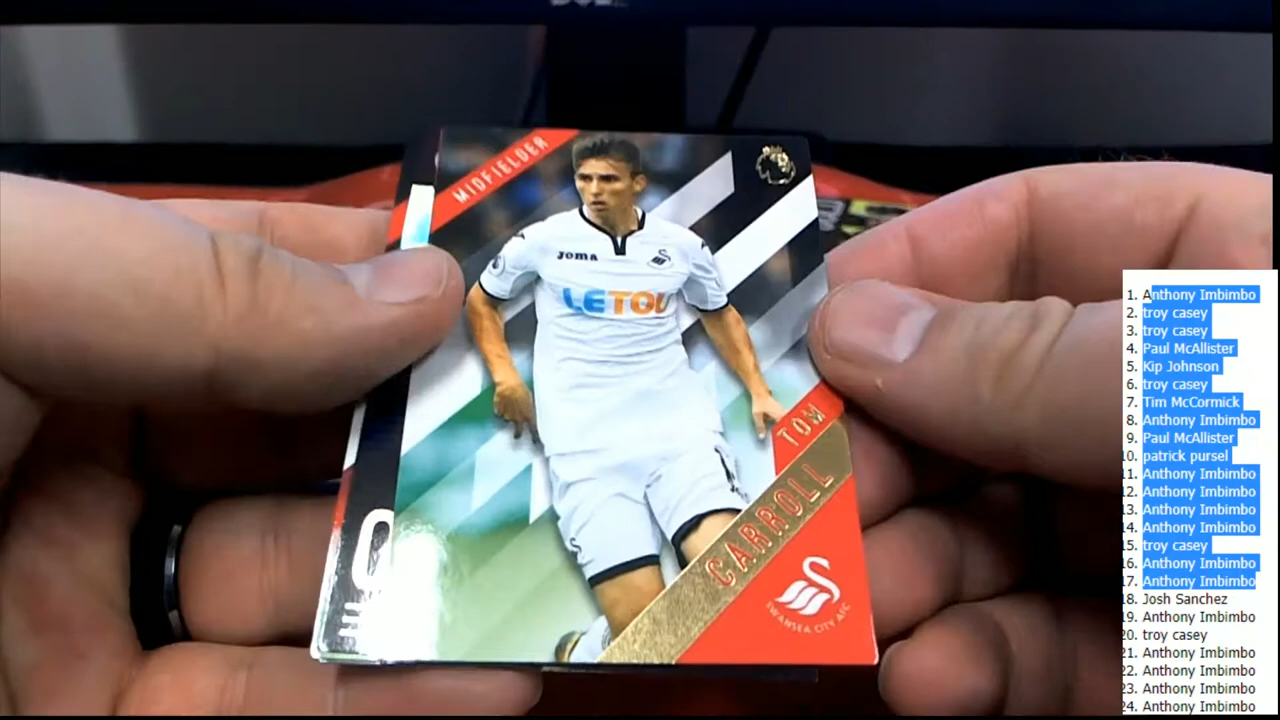 MIDFIELDER
JOMA
LETOU
TOM
CARROLL
SWANSEA CITY AFC
1. Anthony Imbimbo
2. troy casey
3. troy casey
4. Paul McAllister
5. Kip Johnson
6. troy casey
7. Tim McCormick
8. Anthony Imbimbo
9. Paul McAllister
10. patrick pursel
11. Anthony Imbimbo
12. Anthony Imbimbo
13. Anthony Imbimbo
14. Anthony Imbimbo
15. troy casey
16. Anthony Imbimbo
17. Anthony Imbimbo
18. Josh Sanchez
19. Anthony Imbimbo
20. troy casey
21. Anthony Imbimbo
22. Anthony Imbimbo
23. Anthony Imbimbo
24. Anthony Imbimbo